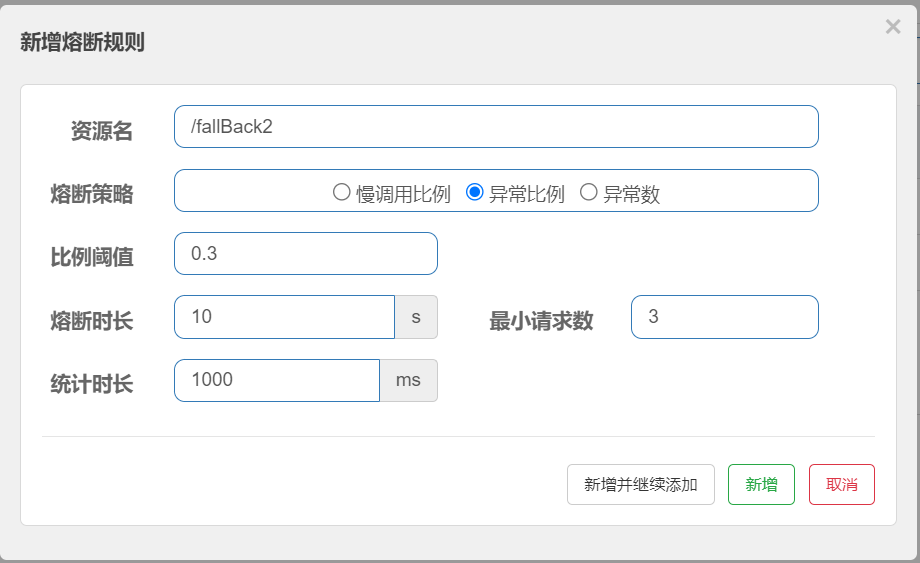 新增熔断规则
×
资源名 /fallBack2
熔断策略 慢调用比例 异常比例 异常数
比例阈值 0.3
熔断时长 10 s 最小请求数 3
统计时长 1000 ms
新增并继续添加 新增 取消